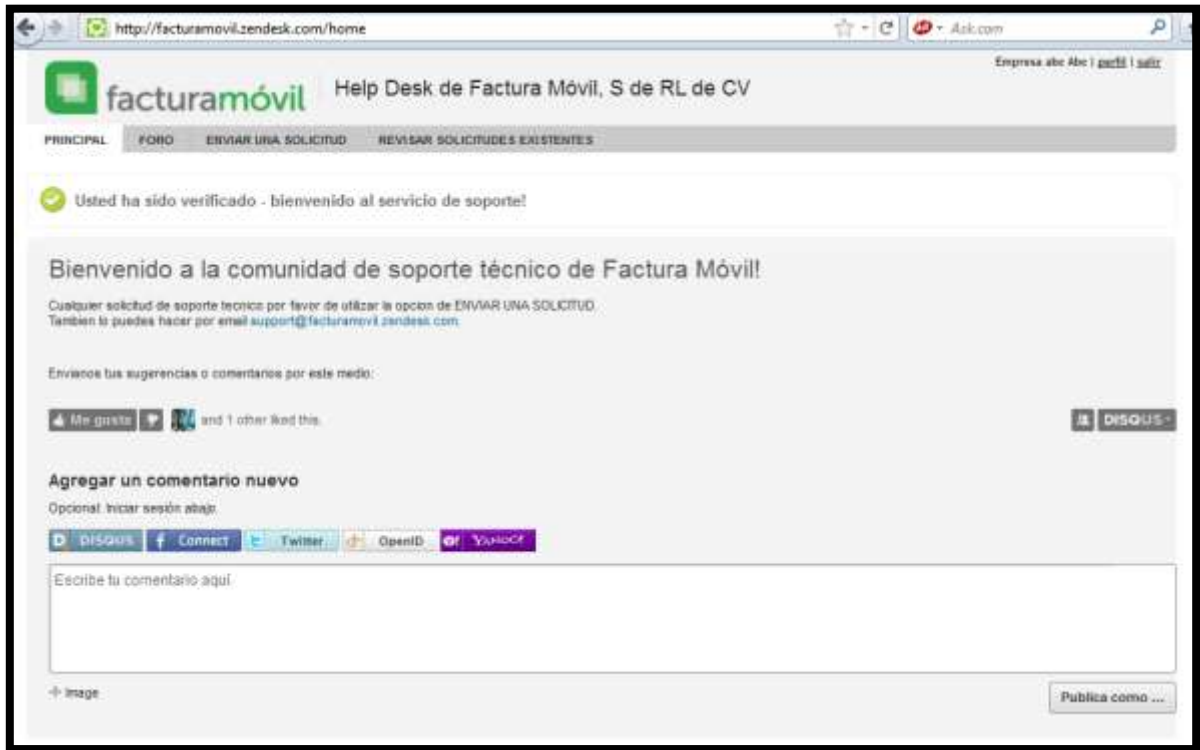 http://facturamovil.zendesk.com/home
Ask.com
Empresa abc Abc | perfil | salir
facturamóvil
Help Desk de Factura Móvil, S de RL de CV
PRINCIPAL FORO ENVIAR UNA SOLICITUD REVISAR SOLICITUDES EXISTENTES
Usted ha sido verificado - bienvenido al servicio de soporte!
Bienvenido a la comunidad de soporte técnico de Factura Móvil!
Cualquier solicitud de soporte tecnico por favor de utilizar la opcion de ENVIAR UNA SOLICITUD.
Tambien lo puedes hacer por email support@facturamovil.zendesk.com
Envianos tus sugerencias o comentarios por este medio:
Me gusta and 1 other liked this. DISQUS
Agregar un comentario nuevo
Opcional: Iniciar sesión abajo.
D DISQUS f Connect t Twitter OpenID Y! YAHOO!
Escribe tu comentario aquí
+ Image
Publica como ...